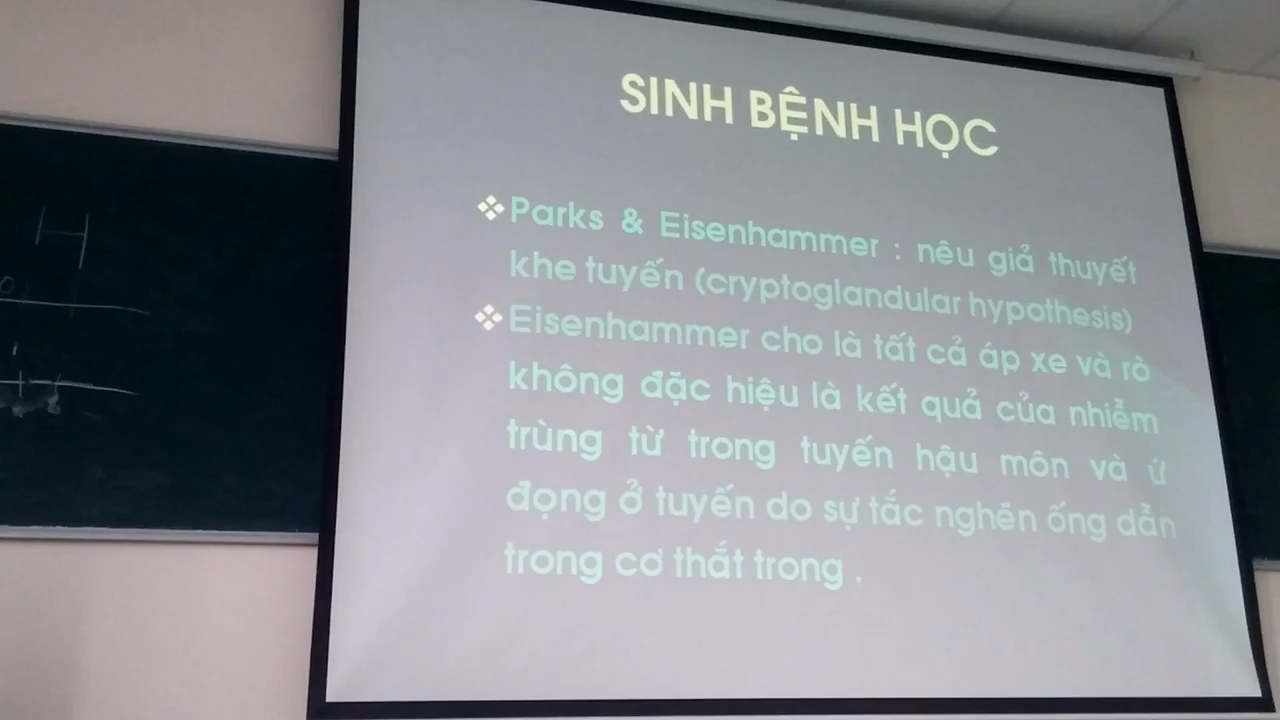 SINH BỆNH HỌC
❖Parks & Eisenhammer : nêu giả thuyết
khe tuyến (cryptoglandular hypothesis)
❖Eisenhammer cho là tất cả áp xe và rò
không đặc hiệu là kết quả của nhiễm
trùng từ trong tuyến hậu môn và ứ
đọng ở tuyến do sự tắc nghẽn ống dẫn
trong cơ thắt trong .